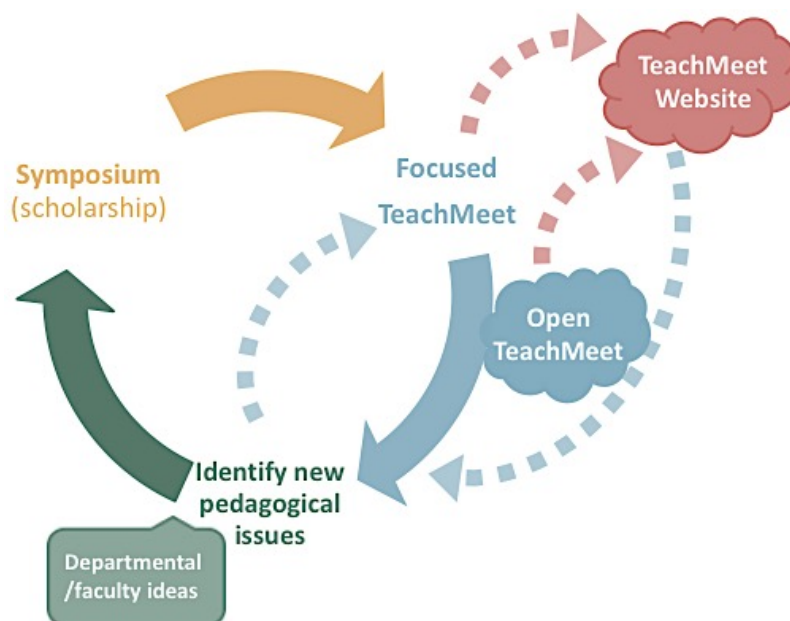 TeachMeet
Website
Symposium
(scholarship)
Focused
TeachMeet
Open
TeachMeet
Identify new
pedagogical
issues
Departmental
/faculty ideas